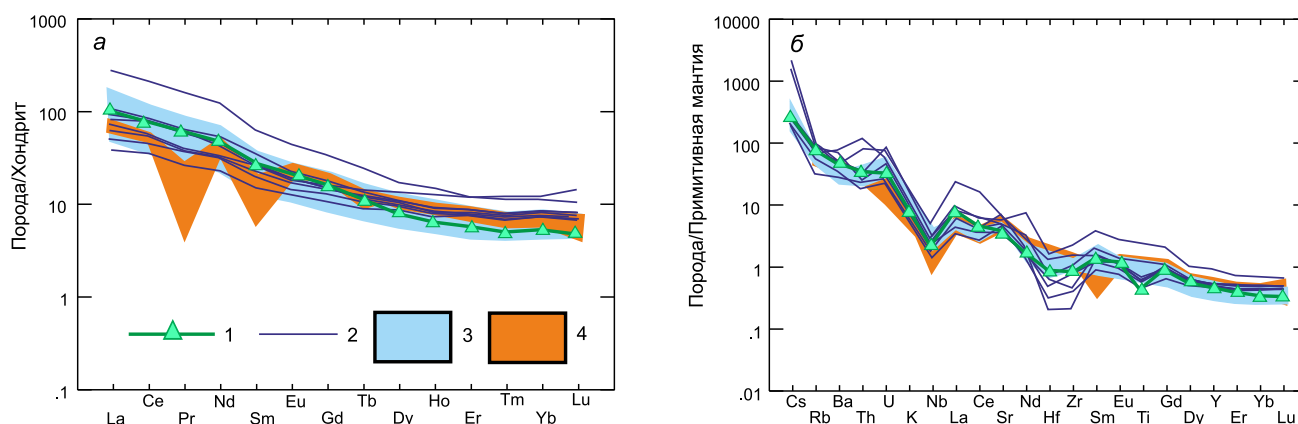 а
Порода/Хондрит
1000
100
10
1
.1
1
2
3
4
La Ce Pr Nd Sm Eu Gd Tb Dy Ho Er Tm Yb Lu
б
Порода/Примитивная мантия
10000
1000
100
10
1
.1
.01
Cs Rb Ba Th U K Nb La Ce Sr Nd Hf Zr Sm Eu Ti Gd Dy Y Er Yb Lu